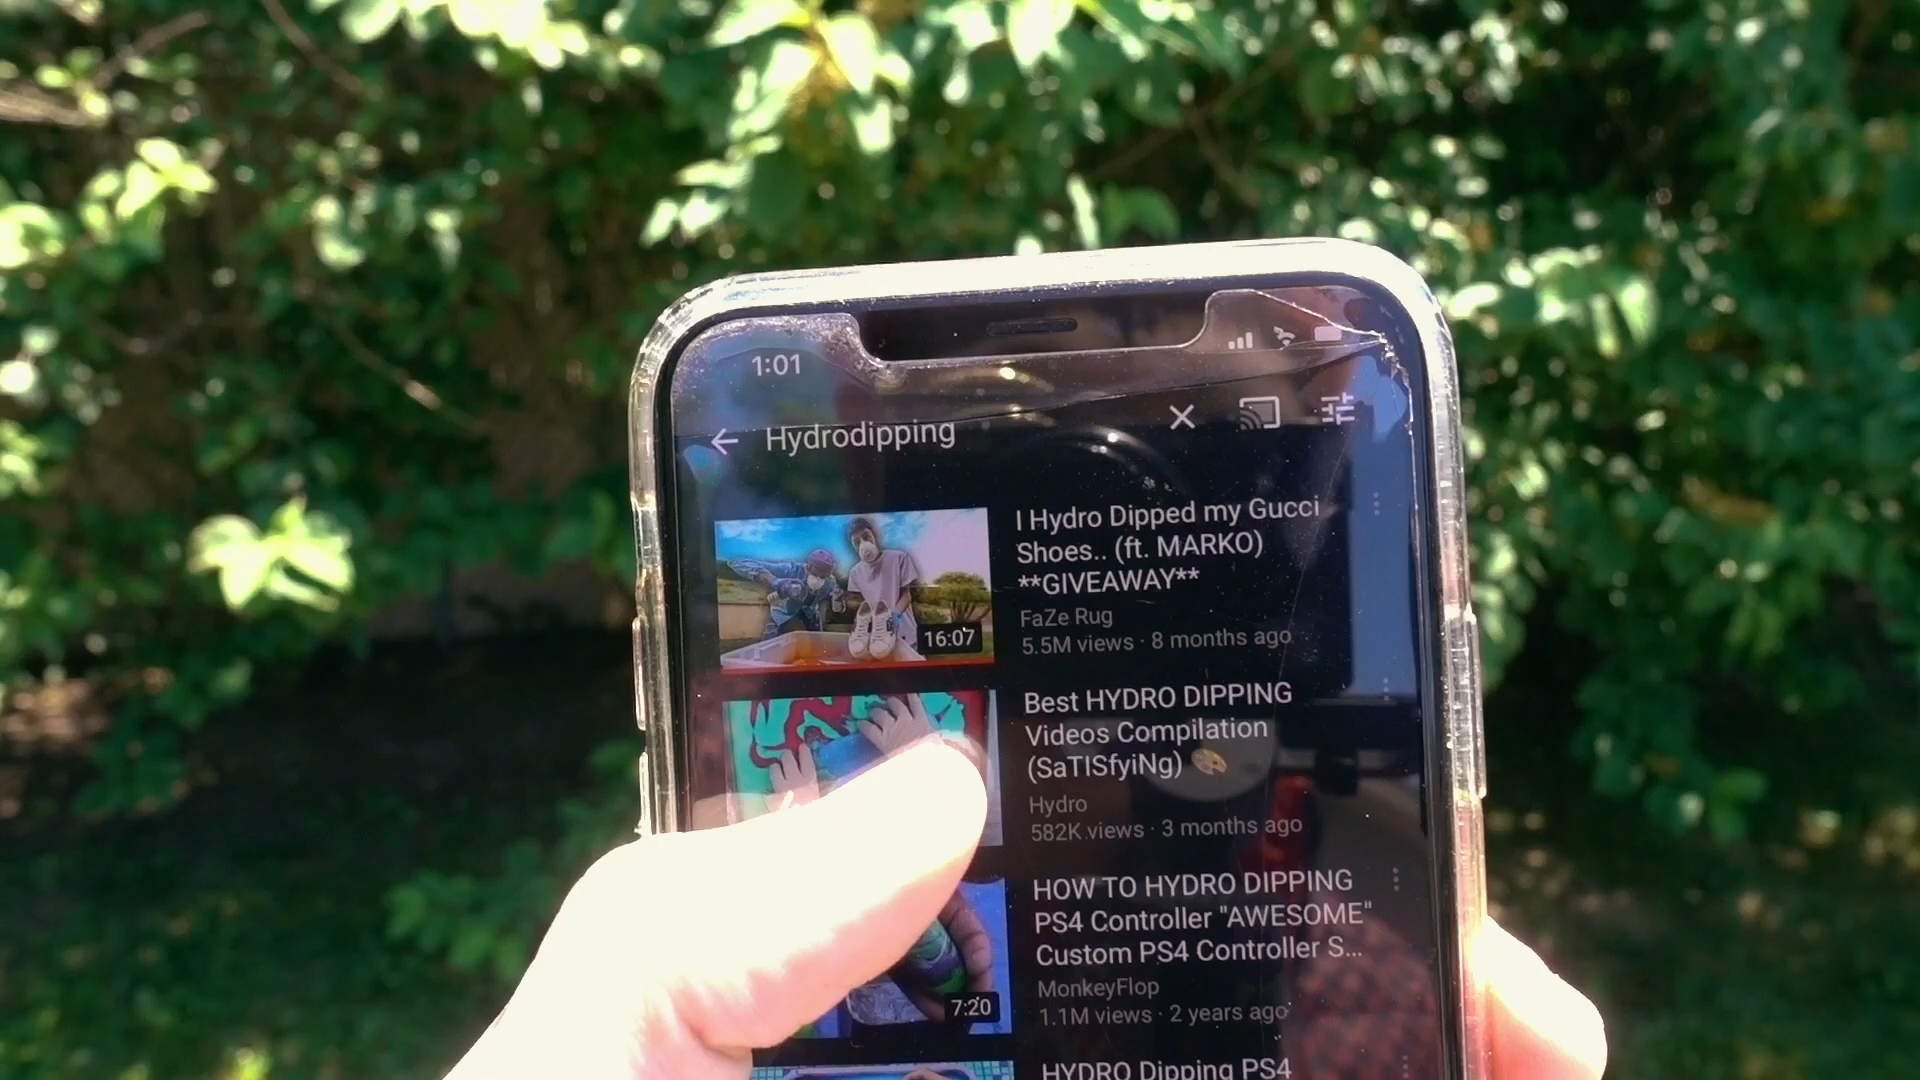 1:01
Hydrodipping
I Hydro Dipped my Gucci
Shoes.. (ft. MARKO)
**GIVEAWAY**
FaZe Rug
5.5M views · 8 months ago
16:07
Best HYDRO DIPPING
Videos Compilation
(SaTISfyiNg) 🎨
Hydro
582K views · 3 months ago
HOW TO HYDRO DIPPING
PS4 Controller "AWESOME"
Custom PS4 Controller S...
MonkeyFlop
1.1M views · 2 years ago
7:20
HYDRO Dipping PS4